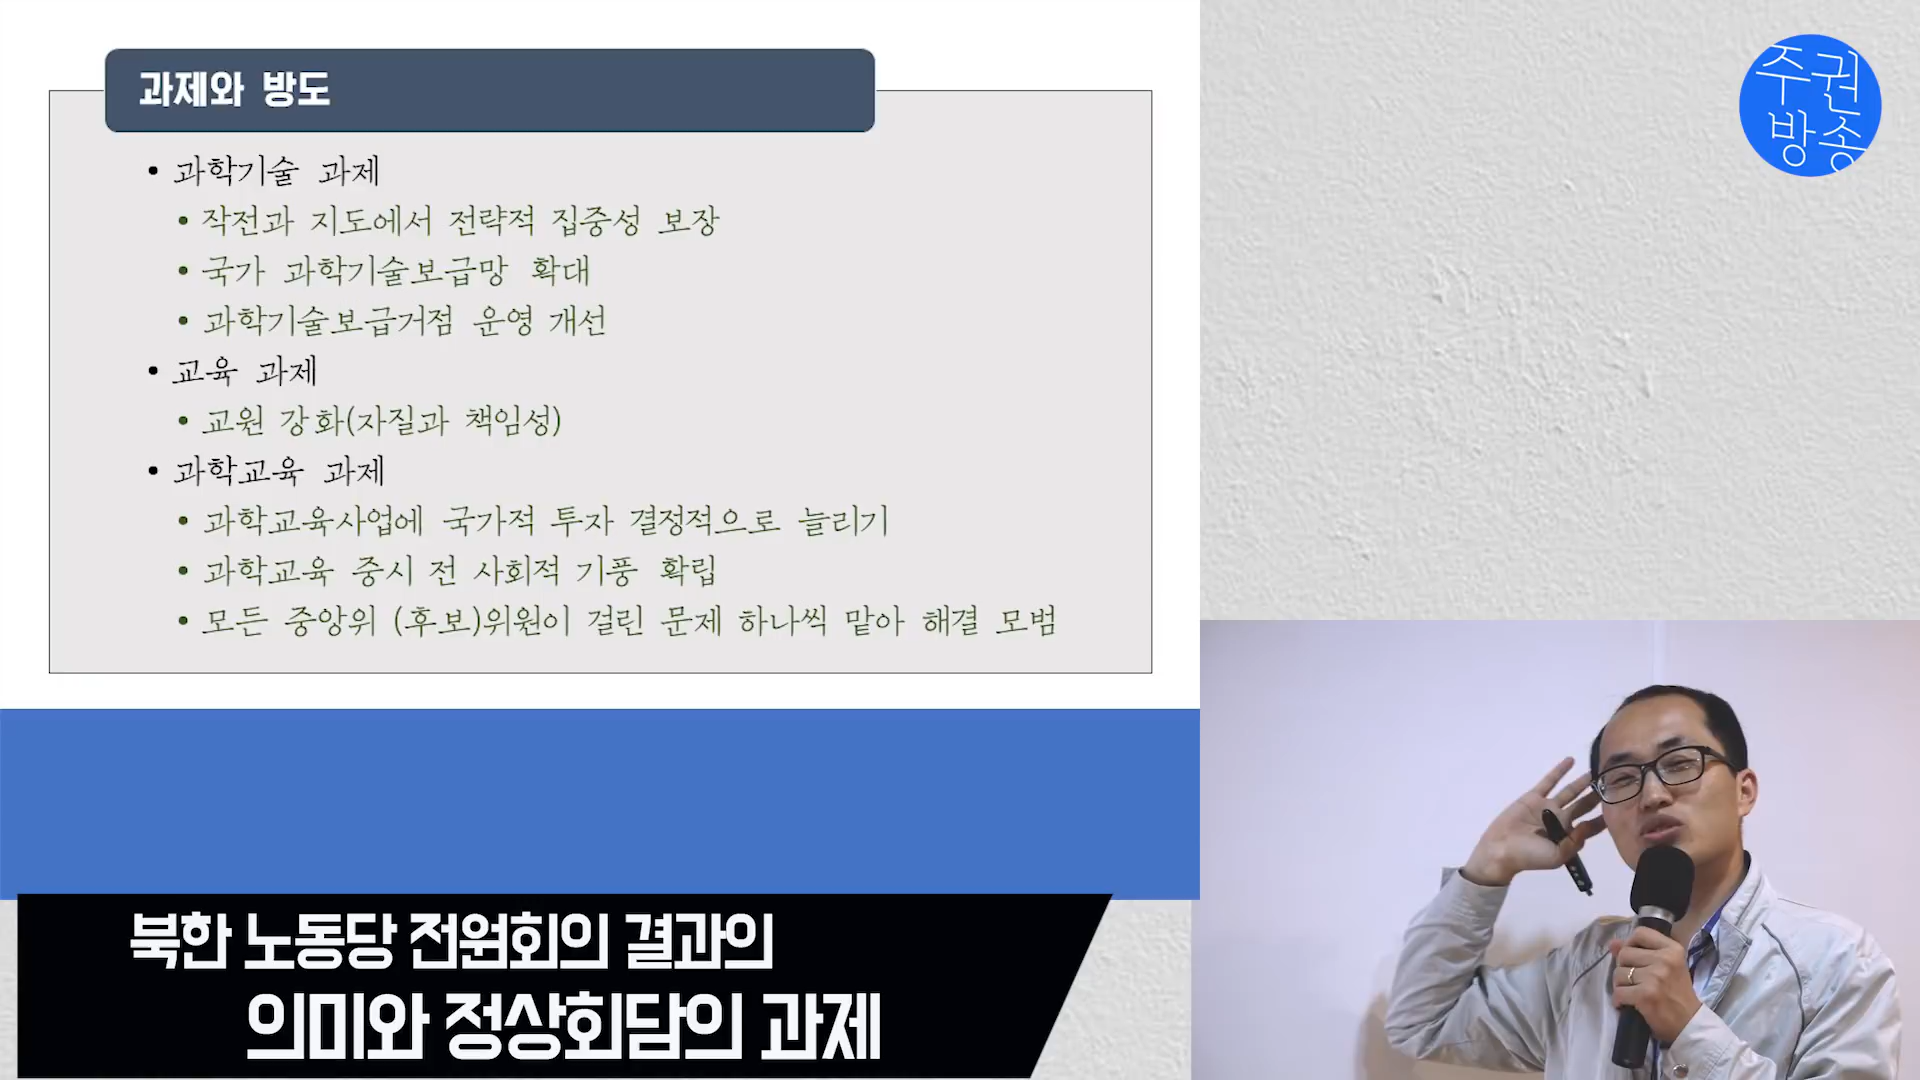 과제와 방도
• 과학기술 과제
• 작전과 지도에서 전략적 집중성 보장
• 국가 과학기술보급망 확대
• 과학기술보급거점 운영 개선
• 교육 과제
• 교원 강화(자질과 책임성)
• 과학교육 과제
• 과학교육사업에 국가적 투자 결정적으로 늘리기
• 과학교육 중시 전 사회적 기풍 확립
• 모든 중앙위 (후보)위원이 걸린 문제 하나씩 맡아 해결 모범
주권
방송
북한 노동당 전원회의 결과의
의미와 정상회담의 과제